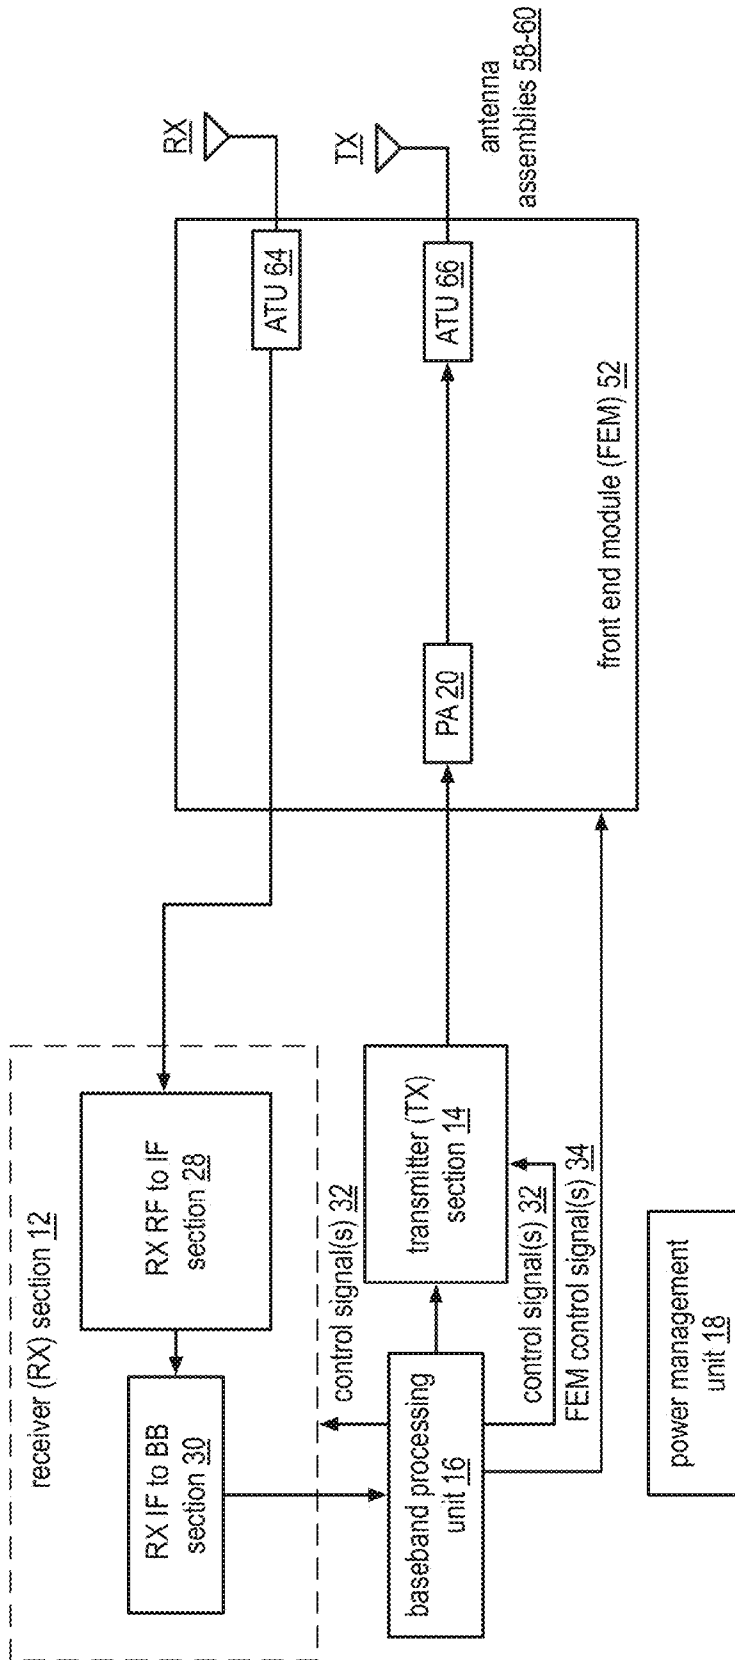 receiver (RX) section 12
RX IF to BB
section 30
RX RF to IF
section 28
RX
ATU 64
TX
ATU 66
antenna
assemblies 58-60
PA 20
front end module (FEM) 52
control signal(s) 32
transmitter (TX)
section 14
baseband processing
unit 16
control signal(s) 32
FEM control signal(s) 34
power management
unit 18